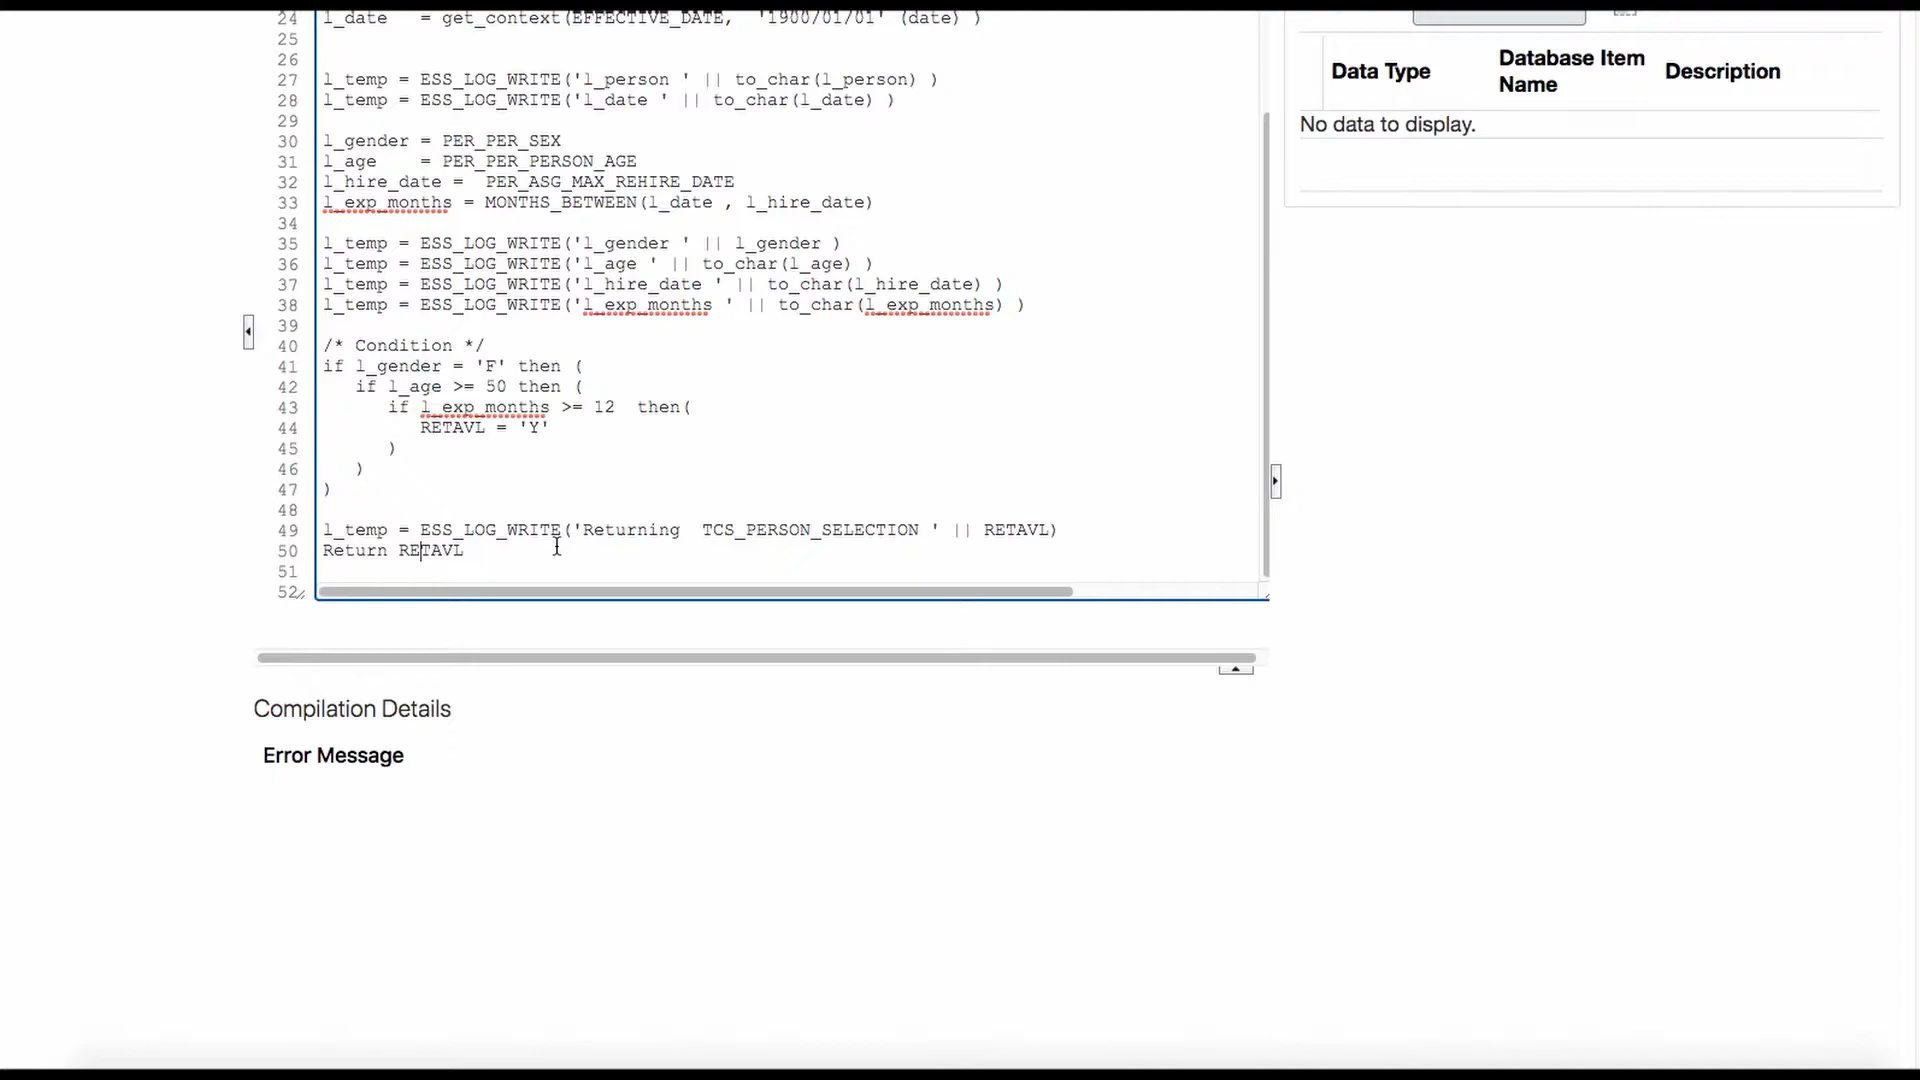 24 l_date   = get_context(EFFECTIVE_DATE,  '1900/01/01' (date) )
25
26
27 l_temp = ESS_LOG_WRITE('l_person ' || to_char(l_person) )
28 l_temp = ESS_LOG_WRITE('l_date ' || to_char(l_date) )
29
30 l_gender = PER_PER_SEX
31 l_age    = PER_PER_PERSON_AGE
32 l_hire_date =  PER_ASG_MAX_REHIRE_DATE
33 l_exp_months = MONTHS_BETWEEN(l_date , l_hire_date)
34
35 l_temp = ESS_LOG_WRITE('l_gender ' || l_gender )
36 l_temp = ESS_LOG_WRITE('l_age ' || to_char(l_age) )
37 l_temp = ESS_LOG_WRITE('l_hire_date ' || to_char(l_hire_date) )
38 l_temp = ESS_LOG_WRITE('l_exp_months ' || to_char(l_exp_months) )
39
40 /* Condition */
41 if l_gender = 'F' then (
42    if l_age >= 50 then (
43       if l_exp_months >= 12  then(
44          RETAVL = 'Y'
45       )
46    )
47 )
48
49 l_temp = ESS_LOG_WRITE('Returning  TCS_PERSON_SELECTION ' || RETAVL)
50 Return RETAVL
51
52
Data Type
Database Item Name
Description
No data to display.
Compilation Details
Error Message